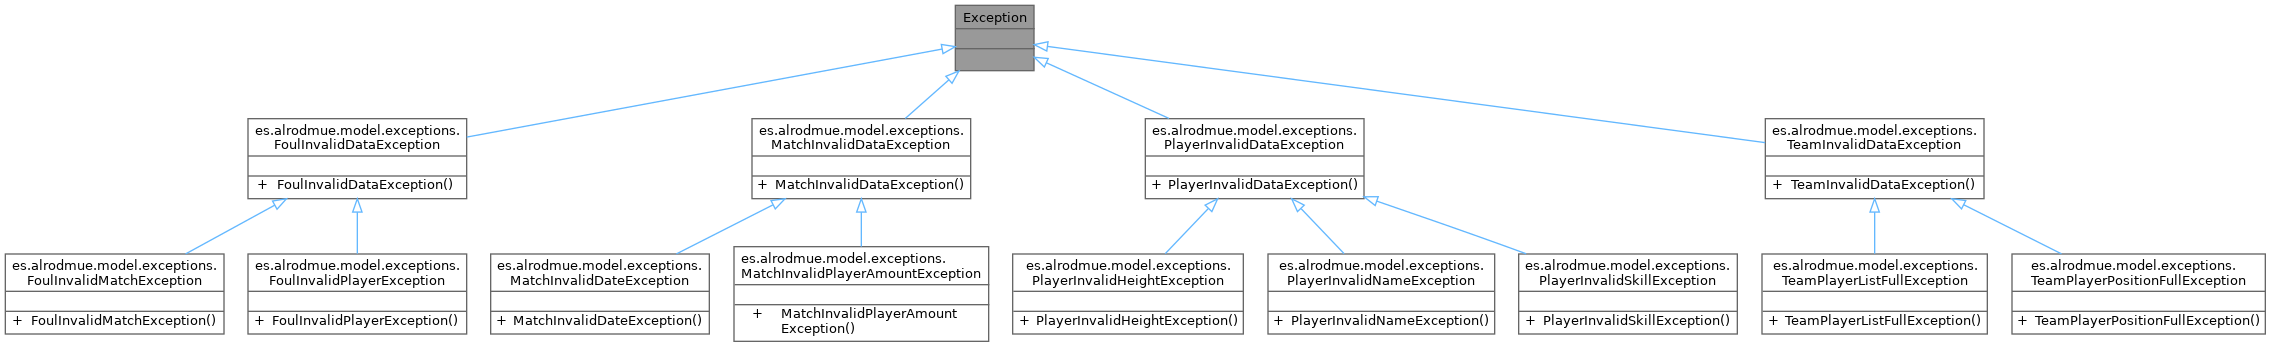 Exception
es.alrodmue.model.exceptions.
FoulInvalidDataException
+ FoulInvalidDataException()
es.alrodmue.model.exceptions.
MatchInvalidDataException
+ MatchInvalidDataException()
es.alrodmue.model.exceptions.
PlayerInvalidDataException
+ PlayerInvalidDataException()
es.alrodmue.model.exceptions.
TeamInvalidDataException
+ TeamInvalidDataException()
es.alrodmue.model.exceptions.
FoulInvalidMatchException
+ FoulInvalidMatchException()
es.alrodmue.model.exceptions.
FoulInvalidPlayerException
+ FoulInvalidPlayerException()
es.alrodmue.model.exceptions.
MatchInvalidDateException
+ MatchInvalidDateException()
es.alrodmue.model.exceptions.
MatchInvalidPlayerAmountException
+ MatchInvalidPlayerAmount
Exception()
es.alrodmue.model.exceptions.
PlayerInvalidHeightException
+ PlayerInvalidHeightException()
es.alrodmue.model.exceptions.
PlayerInvalidNameException
+ PlayerInvalidNameException()
es.alrodmue.model.exceptions.
PlayerInvalidSkillException
+ PlayerInvalidSkillException()
es.alrodmue.model.exceptions.
TeamPlayerListFullException
+ TeamPlayerListFullException()
es.alrodmue.model.exceptions.
TeamPlayerPositionFullException
+ TeamPlayerPositionFullException()